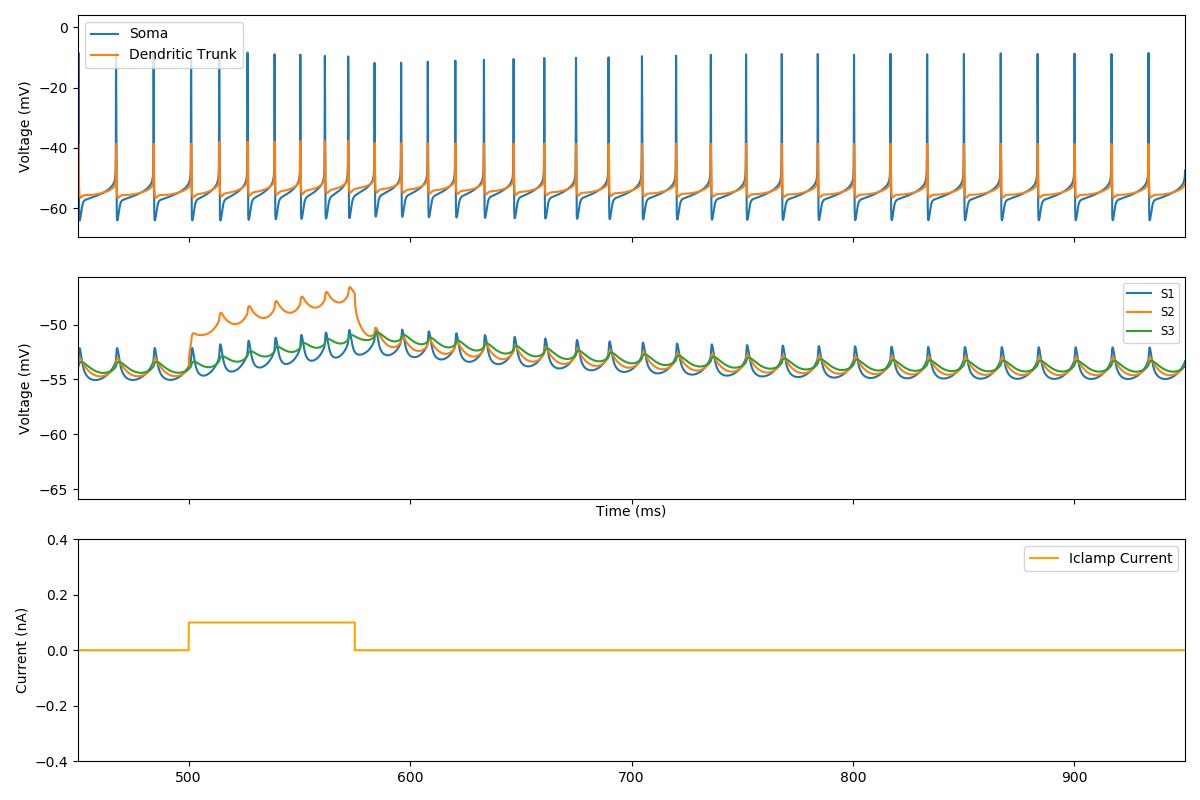 0
−20
−40
−60
Voltage (mV)
Soma
Dendritic Trunk
−50
−55
−60
−65
Voltage (mV)
S1
S2
S3
Time (ms)
0.4
0.2
0.0
−0.2
−0.4
Current (nA)
Iclamp Current
500 600 700 800 900